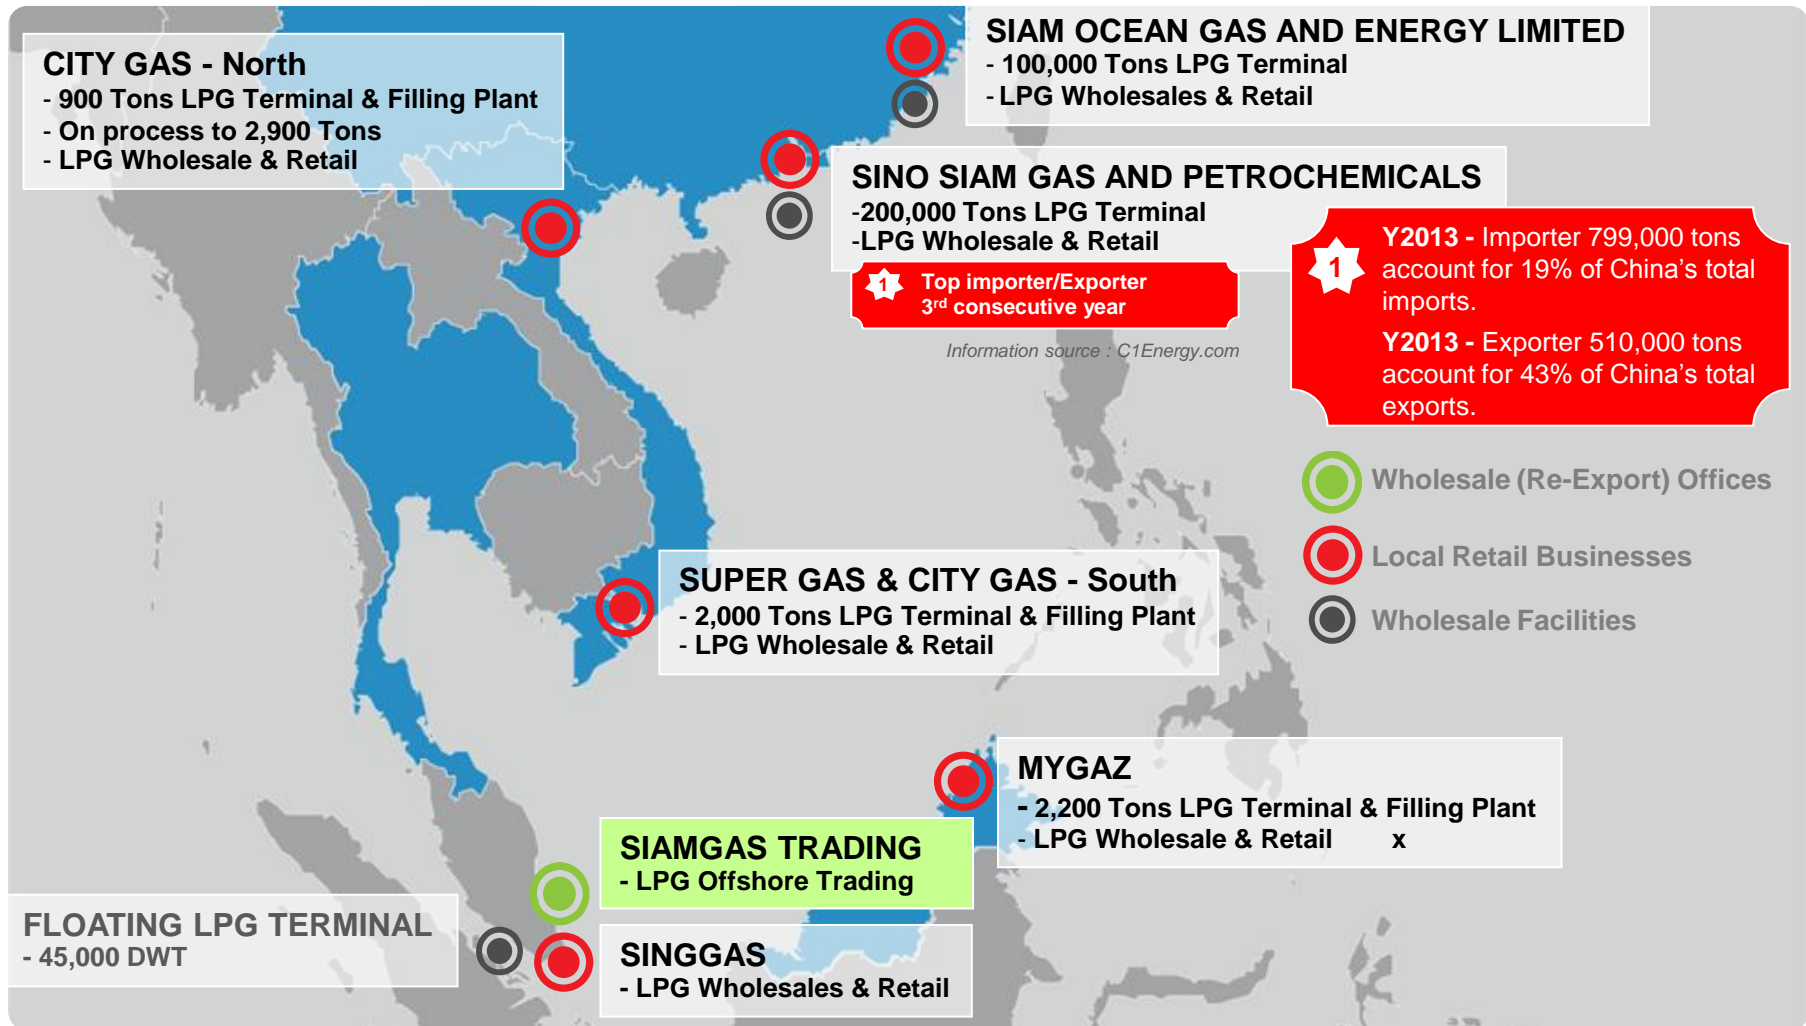 CITY GAS - North
- 900 Tons LPG Terminal & Filling Plant
- On process to 2,900 Tons
- LPG Wholesale & Retail
SIAM OCEAN GAS AND ENERGY LIMITED
- 100,000 Tons LPG Terminal
- LPG Wholesales & Retail
SINO SIAM GAS AND PETROCHEMICALS
-200,000 Tons LPG Terminal
-LPG Wholesale & Retail
1
Top importer/Exporter
3rd consecutive year
Information source : C1Energy.com
1
Y2013 - Importer 799,000 tons
account for 19% of China's total
imports.
Y2013 - Exporter 510,000 tons
account for 43% of China's total
exports.
Wholesale (Re-Export) Offices
Local Retail Businesses
Wholesale Facilities
SUPER GAS & CITY GAS - South
- 2,000 Tons LPG Terminal & Filling Plant
- LPG Wholesale & Retail
MYGAZ
- 2,200 Tons LPG Terminal & Filling Plant
- LPG Wholesale & Retail x
SIAMGAS TRADING
- LPG Offshore Trading
FLOATING LPG TERMINAL
- 45,000 DWT
SINGGAS
- LPG Wholesales & Retail